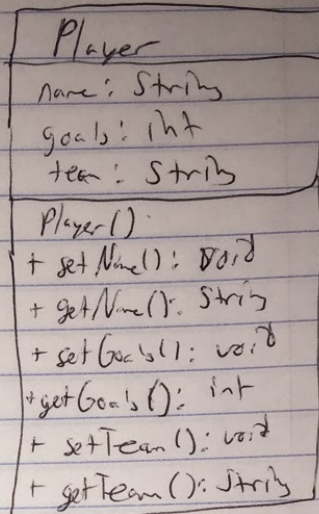 Player
name: String
goals: int
team: String
Player()
+ setName(): void
+ getName(): String
+ setGoals(): void
+ getGoals(): int
+ setTeam(): void
+ getTeam(): String